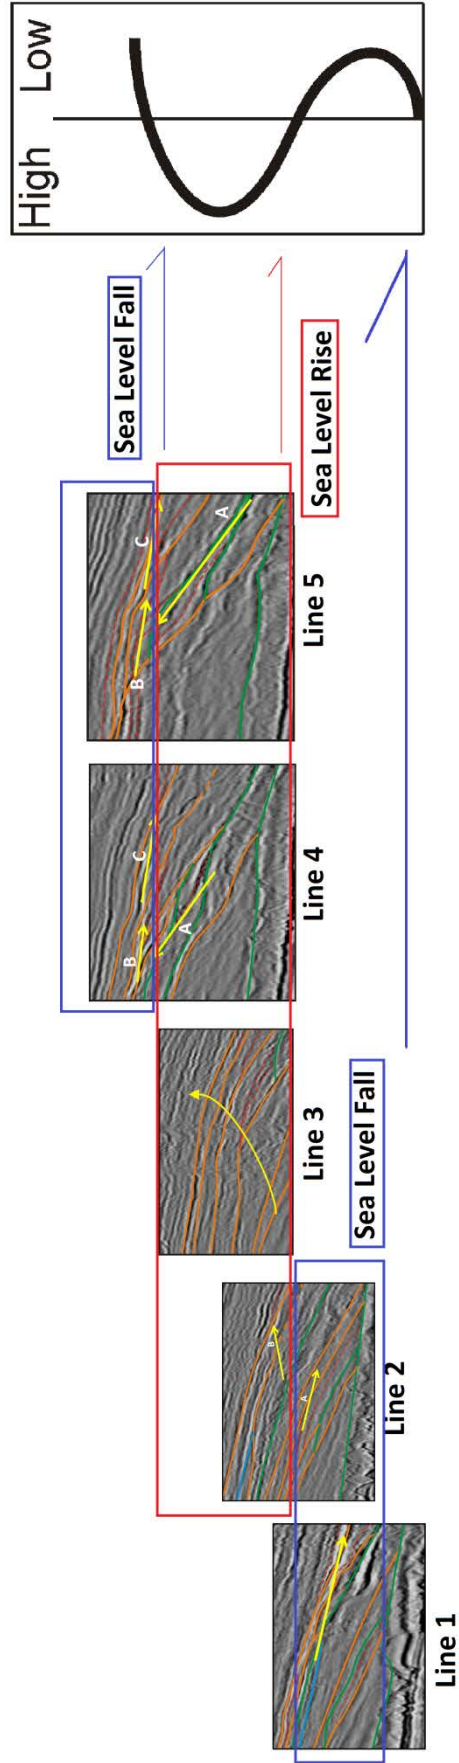 High Low
Sea Level Fall
Sea Level Rise
A
B
C
Line 5
A
B
C
Line 4
Line 3
Sea Level Fall
A
B
Line 2
Line 1